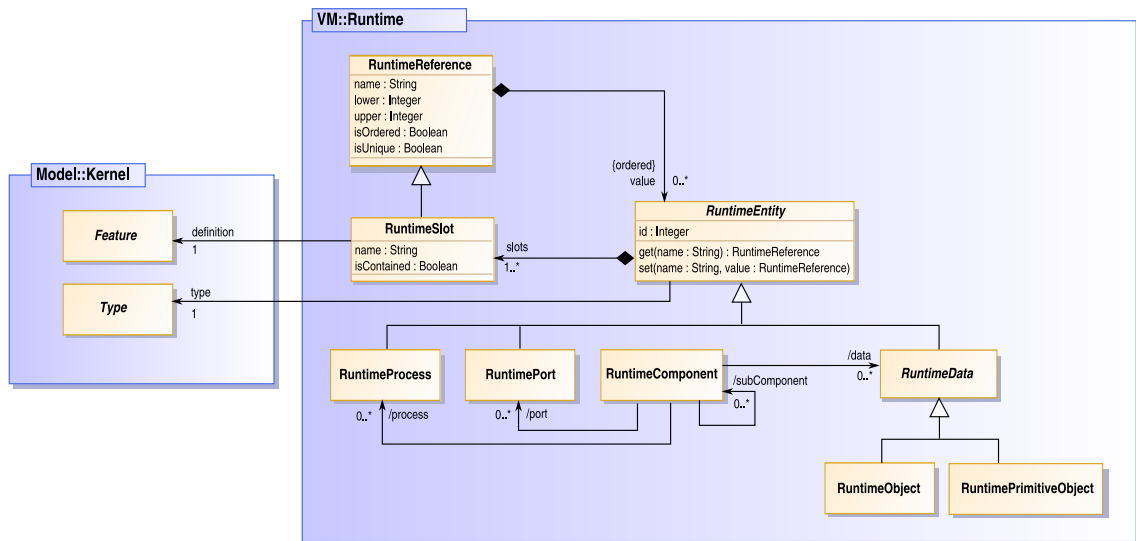 VM::Runtime
RuntimeReference
name : String
lower : Integer
upper : Integer
isOrdered : Boolean
isUnique : Boolean
{ordered}
value
0..*
Model::Kernel
Feature
definition
1
RuntimeSlot
name : String
isContained : Boolean
slots
1..*
RuntimeEntity
id : Integer
get(name : String) : RuntimeReference
set(name : String, value : RuntimeReference)
Type
type
1
RuntimeProcess
RuntimePort
RuntimeComponent
/data
0..*
RuntimeData
/subComponent
0..*
0..*
/process
0..*
/port
RuntimeObject
RuntimePrimitiveObject